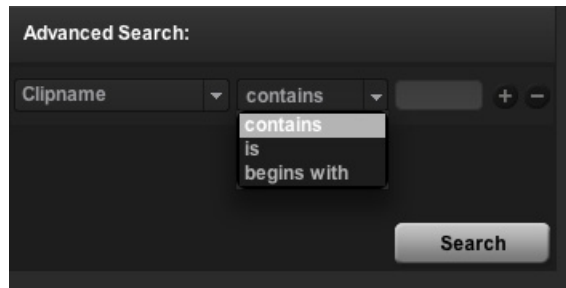 Advanced Search:
Clipname contains + -
contains
is
begins with
Search